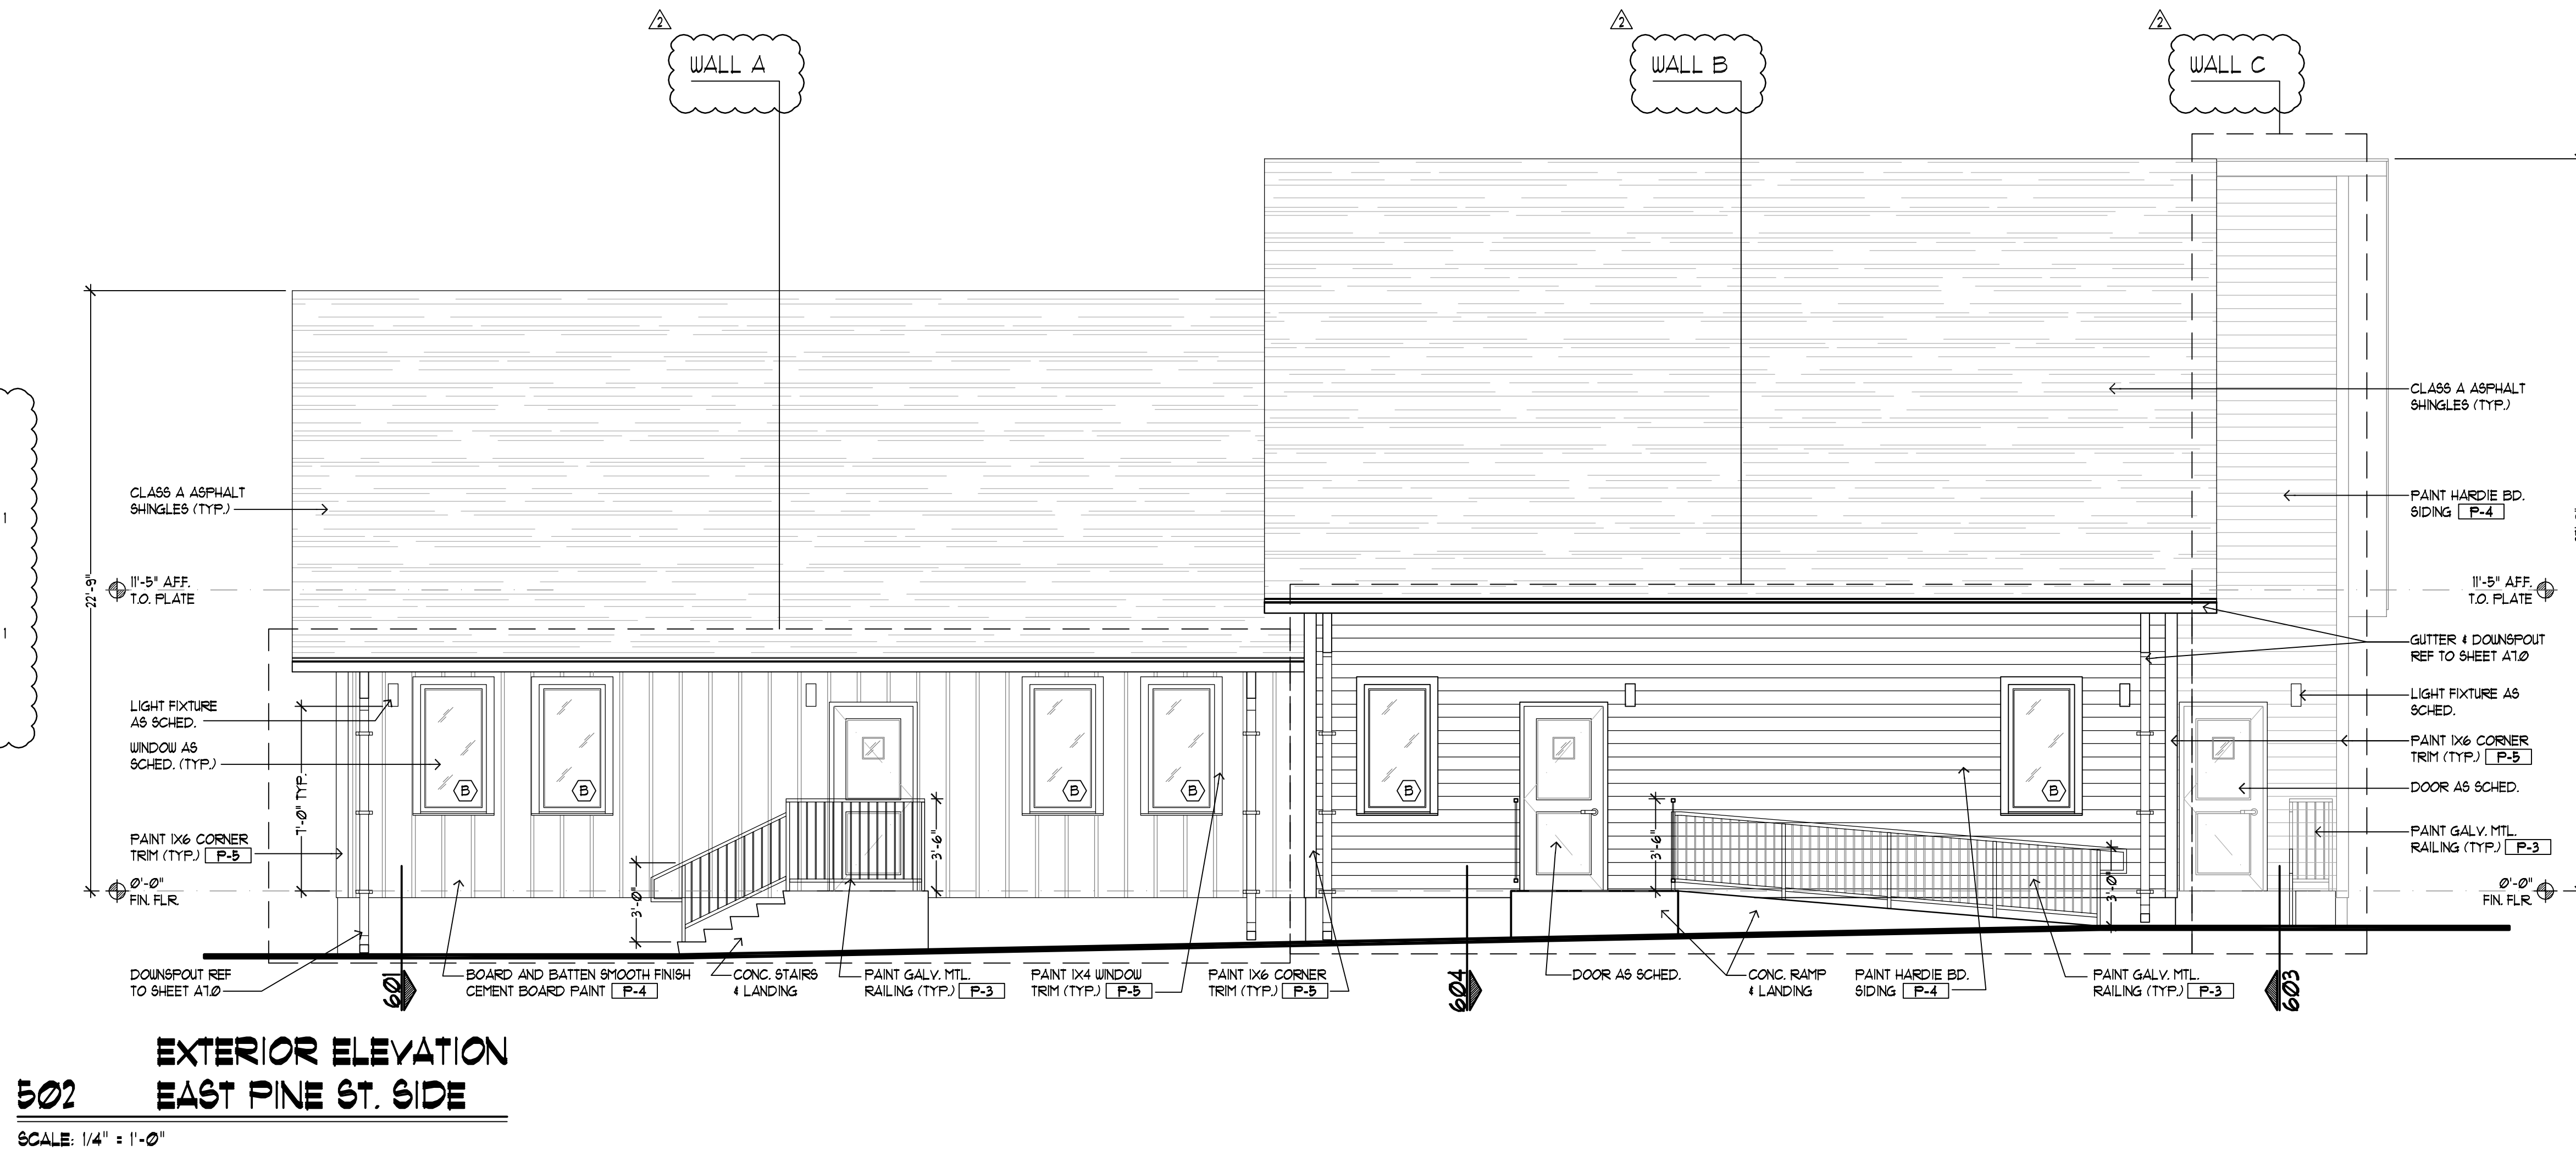 2
WALL A
2
WALL B
2
WALL C
CLASS A ASPHALT
SHINGLES (TYP.)
22'-9"
11'-5" A.F.F.
T.O. PLATE
LIGHT FIXTURE
AS SCHED.
WINDOW AS
SCHED. (TYP.)
7'-0" TYP.
PAINT 1X6 CORNER
TRIM (TYP.) P-5
0'-0"
FIN. FLR.
DOWNSPOUT REF
TO SHEET A7.0
1
1
B
B
B
B
B
B
3'-0"
3'-6"
3'-6"
3'-0"
CLASS A ASPHALT
SHINGLES (TYP.)
PAINT HARDIE BD.
SIDING P-4
11'-5" A.F.F.
T.O. PLATE
GUTTER & DOWNSPOUT
REF TO SHEET A7.0
LIGHT FIXTURE AS
SCHED.
PAINT 1X6 CORNER
TRIM (TYP.) P-5
DOOR AS SCHED.
PAINT GALV. MTL.
RAILING (TYP.) P-3
0'-0"
FIN. FLR.
601
BOARD AND BATTEN SMOOTH FINISH
CEMENT BOARD PAINT P-4
CONC. STAIRS
& LANDING
PAINT GALV. MTL.
RAILING (TYP.) P-3
PAINT 1X4 WINDOW
TRIM (TYP.) P-5
PAINT 1X6 CORNER
TRIM (TYP.) P-5
604
DOOR AS SCHED.
CONC. RAMP
& LANDING
PAINT HARDIE BD.
SIDING P-4
PAINT GALV. MTL.
RAILING (TYP.) P-3
603
EXTERIOR ELEVATION
502 EAST PINE ST. SIDE
SCALE: 1/4" = 1'-0"